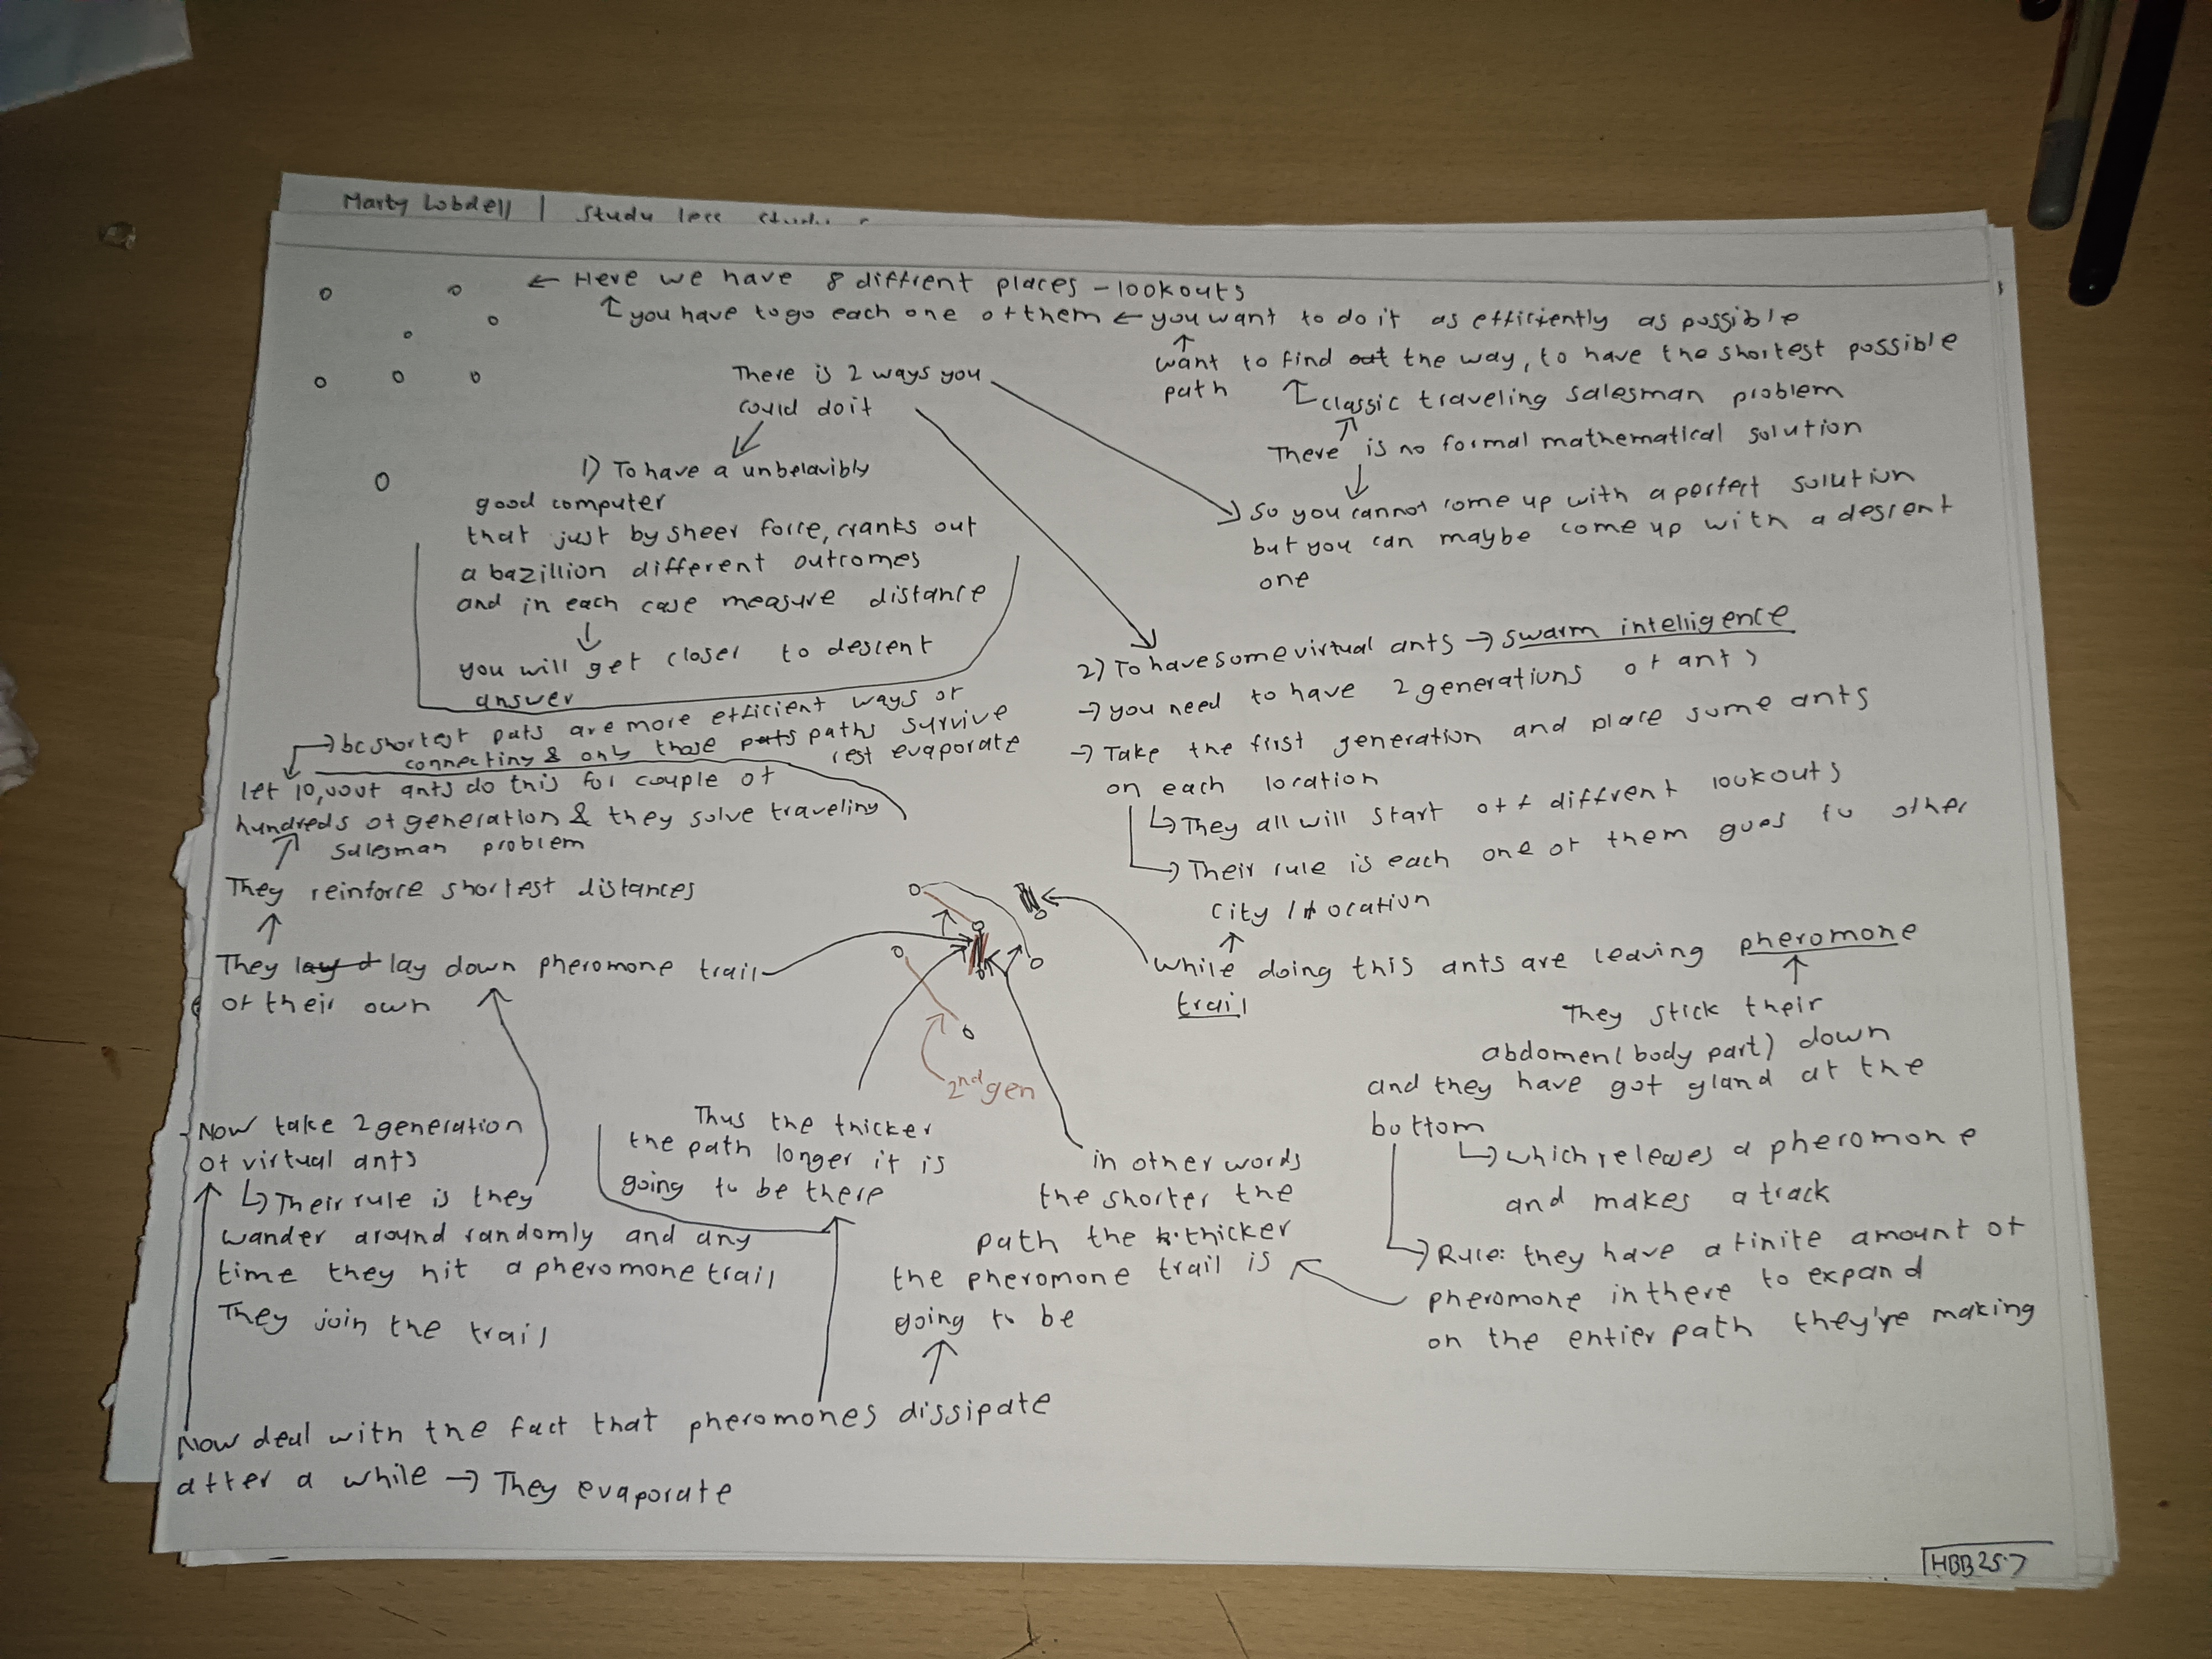 Marty Lobdell | Study less
← Here we have 8 diffrent places - lookouts
↑ you have to go each one of them ← you want to do it as efficiently as possible
want to find out the way, to have the shortest possible
path
classic traveling salesman problem
There is no formal mathematical solution
so you cannot come up with a perfect solution
but you can maybe come up with a descent
one
There is 2 ways you
could do it
1) To have a unbelavibly
good computer
that just by sheer force, cranks out
a bazillion different outcomes
and in each case measure distance
↓
you will get closer to descent
answer
2) To have some virtual ants → swarm intelligence
→ you need to have 2 generations of ants
→ Take the first generation and place some ants
on each location
↳ They all will start off diffrent lookouts
→ Their rule is each one of them goes to other
city / location
↑
while doing this ants are leaving pheromone
trail
They stick their
abdomen (body part) down
and they have got gland at the
bottom
↳ which releases a pheromone
and makes a track
→ Rule: they have a finite amount of
pheromone in there to expand
on the entier path they're making
in other words
the shorter the
path the thicker
the pheromone trail is
going to be
Now deal with the fact that pheromones dissipate
after a while → They evaporate
Thus the thicker
the path longer it is
going to be there
Now take 2 generation
of virtual ants
↳ Their rule is they
wander around randomly and any
time they hit a pheromone trail
They join the trail
2nd gen
They lay d lay down pheromone trail
of their own
↑
They reinforce shortest distances
let 10,000 ants do this for couple of
hundreds of generation & they solve traveling
salesman problem
→ bc shortest pats are more efficient ways of
connecting & only those pats paths survive
rest evaporate
HBB 25.7